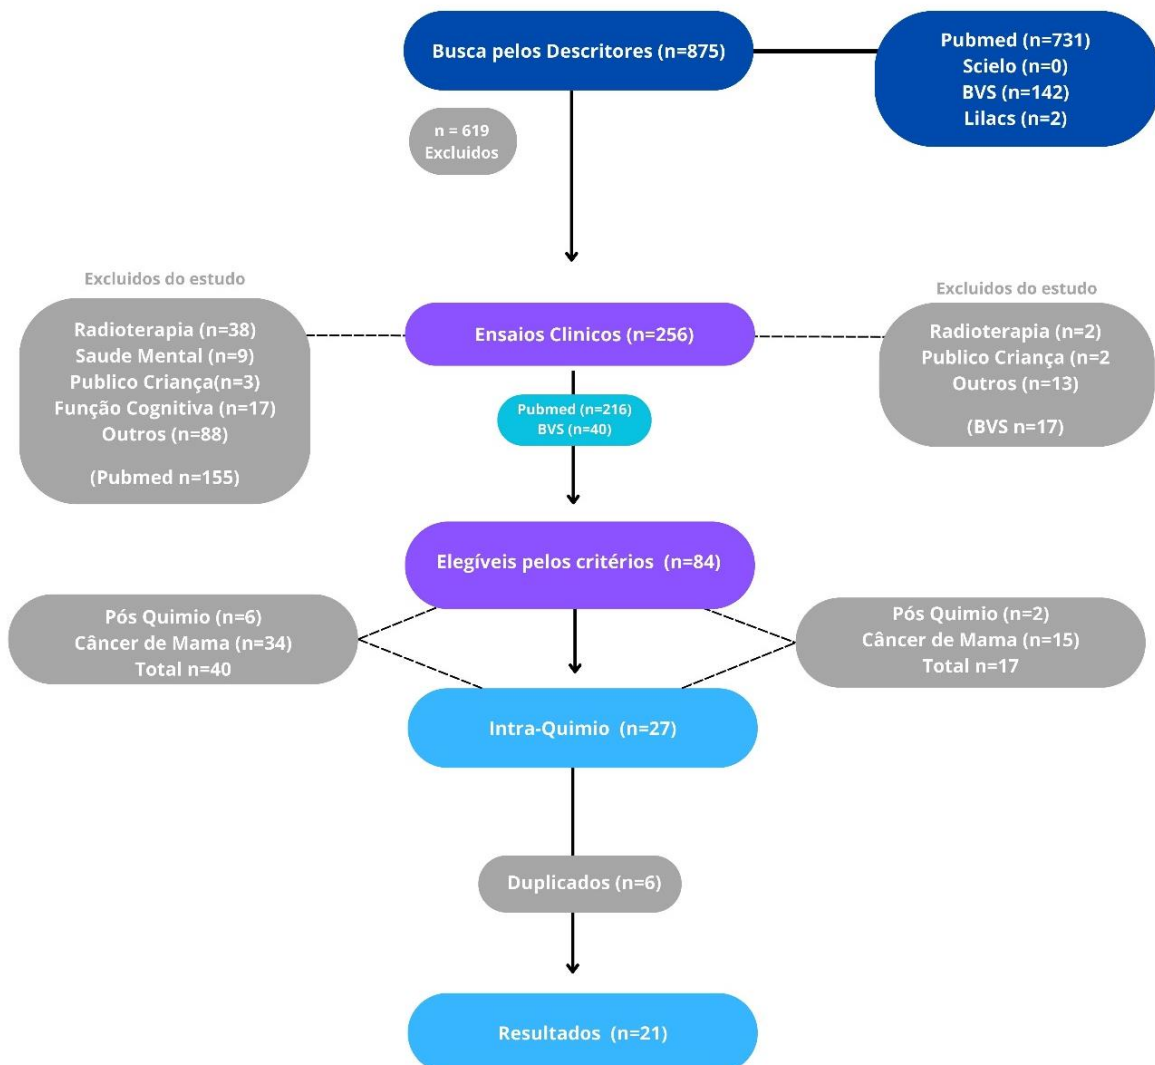 Busca pelos Descritores (n=875)
Pubmed (n=731)
Scielo (n=0)
BVS (n=142)
Lilacs (n=2)
n = 619
Excluidos
Excluidos do estudo
Radioterapia (n=38)
Saude Mental (n=9)
Publico Criança(n=3)
Função Cognitiva (n=17)
Outros (n=88)
(Pubmed n=155)
Ensaios Clinicos (n=256)
Excluidos do estudo
Radioterapia (n=2)
Publico Criança (n=2
Outros (n=13)
(BVS n=17)
Pubmed (n=216)
BVS (n=40)
Elegíveis pelos critérios (n=84)
Pós Quimio (n=6)
Câncer de Mama (n=34)
Total n=40
Pós Quimio (n=2)
Câncer de Mama (n=15)
Total n=17
Intra-Quimio (n=27)
Duplicados (n=6)
Resultados (n=21)